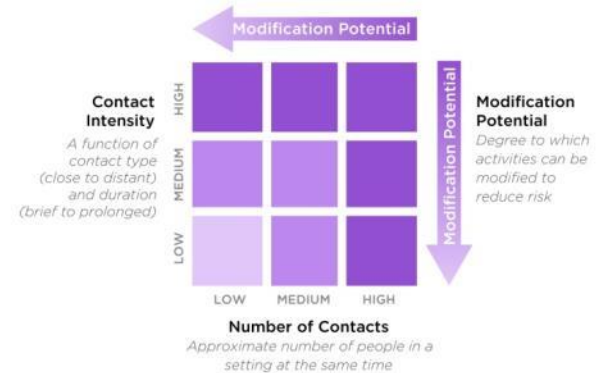 Modification Potential
Contact
Intensity
A function of
contact type
(close to distant)
and duration
(brief to prolonged)
HIGH
MEDIUM
LOW
LOW MEDIUM HIGH
Number of Contacts
Approximate number of people in a
setting at the same time
Modification Potential
Modification
Potential
Degree to which
activities can be
modified to
reduce risk